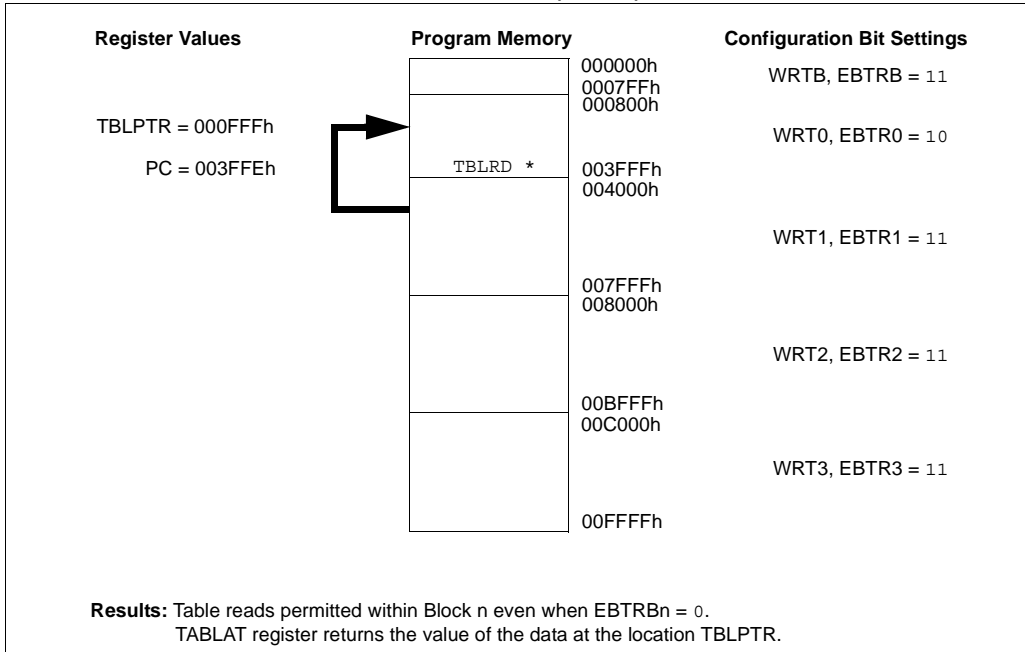 Register Values Program Memory Configuration Bit Settings
000000h
WRTB, EBTRB = 11
0007FFh
000800h
TBLPTR = 000FFFh
WRT0, EBTR0 = 10
PC = 003FFEh TBLRD * 003FFFh
004000h
WRT1, EBTR1 = 11
007FFFh
008000h
WRT2, EBTR2 = 11
00BFFFh
00C000h
WRT3, EBTR3 = 11
00FFFFh
Results: Table reads permitted within Block n even when EBTRBn = 0.
TABLAT register returns the value of the data at the location TBLPTR.